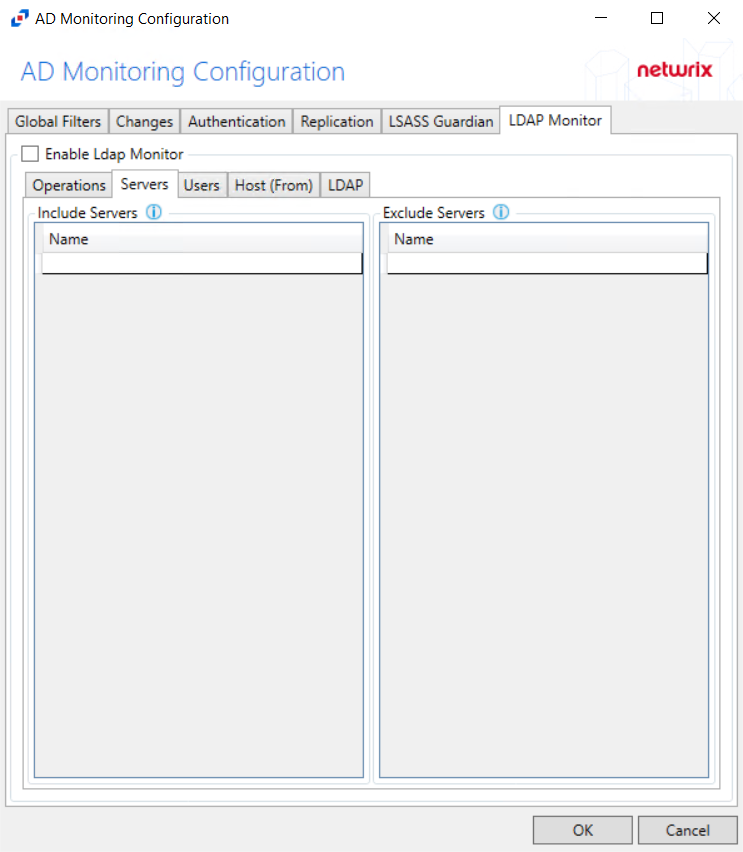 AD Monitoring Configuration
AD Monitoring Configuration
netwrix
Global Filters Changes Authentication Replication LSASS Guardian LDAP Monitor
Enable Ldap Monitor
Operations Servers Users Host (From) LDAP
Include Servers Exclude Servers
Name Name
OK Cancel